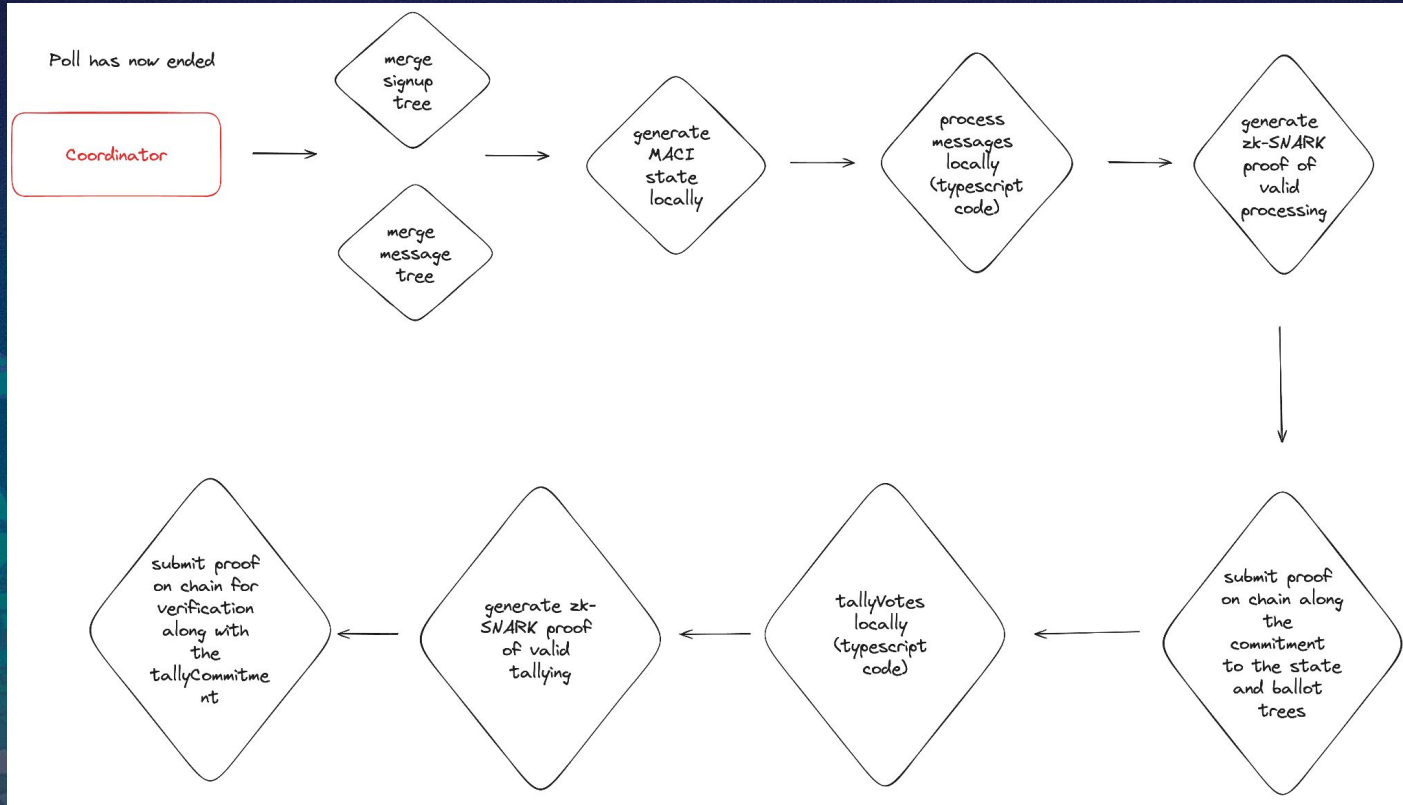 Poll has now ended
Coordinator
merge
signup
tree
merge
message
tree
generate
MACI
state
locally
process
messages
locally
(typescript
code)
generate
zk-SNARK
proof of
valid
processing
submit proof
on chain along
the
commitment
to the state
and ballot
trees
tallyVotes
locally
(typescript
code)
generate zk-
SNARK proof
of valid
tallying
submit proof
on chain for
verification
along with
the
tallyCommitme
nt